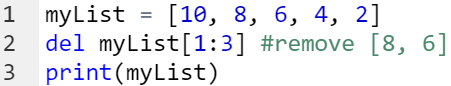 1 myList = [10, 8, 6, 4, 2]
2 del myList[1:3] #remove [8, 6]
3 print(myList)